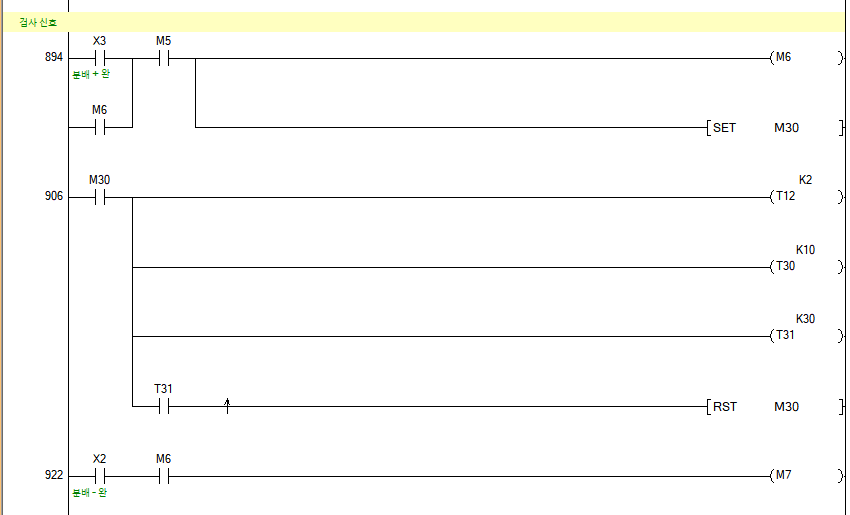 검사 신호
X3 M5
894 M6
분배 + 완
M6
SET M30
M30 K2
906 T12
K10
T30
K30
T31
T31
RST M30
X2 M6
922 M7
분배 - 완